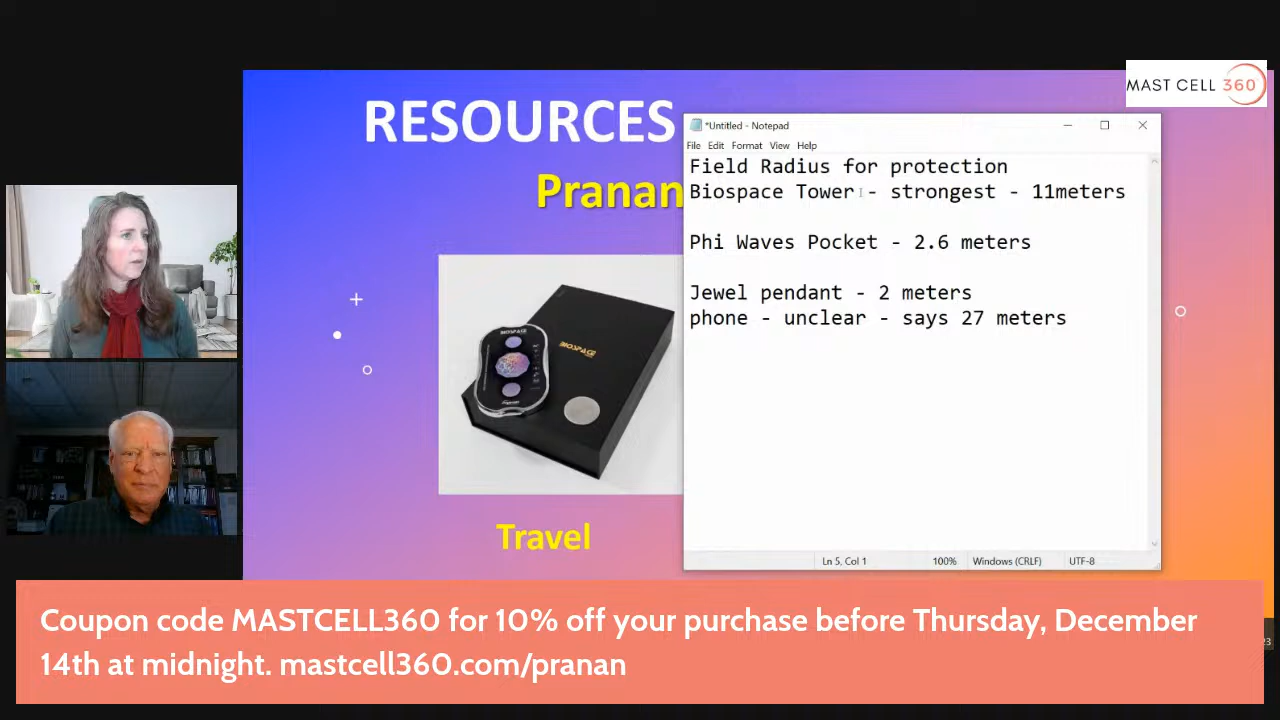 MAST CELL 360
RESOURCES
Pranan
*Untitled - Notepad
File Edit Format View Help
Field Radius for protection
Biospace Tower - strongest - 11meters
Phi Waves Pocket - 2.6 meters
Jewel pendant - 2 meters
phone - unclear - says 27 meters
BIOSPACE
BIOSPACE
Travel
Ln 5, Col 1 100% Windows (CRLF) UTF-8
23
Coupon code MASTCELL360 for 10% off your purchase before Thursday, December
14th at midnight. mastcell360.com/pranan